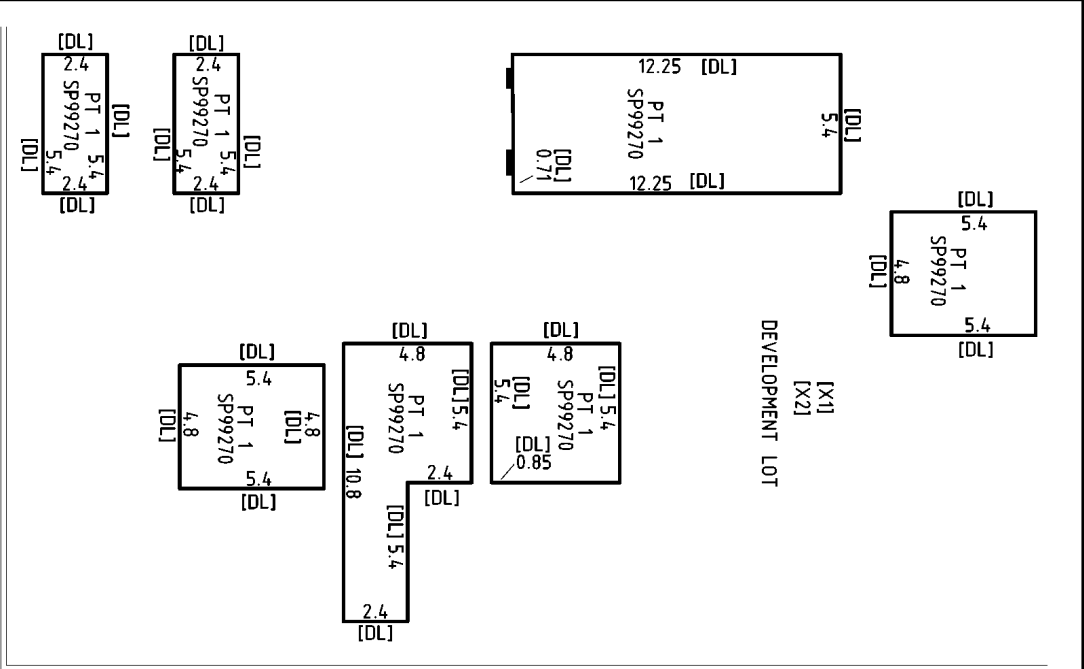 [DL]
2.4
PT 1
SP99270
[DL]
[DL]
5.4
5.4
2.4
[DL]
[DL]
2.4
PT 1
SP99270
[DL]
[DL]
5.4
5.4
2.4
[DL]
12.25 [DL]
PT 1
SP99270
5.4
[DL]
[DL]
0.71
12.25 [DL]
[DL]
5.4
PT 1
SP99270
4.8
[DL]
5.4
[DL]
[DL]
5.4
PT 1
SP99270
4.8
[DL]
4.8
[DL]
5.4
[DL]
[DL]
4.8
PT 1
SP99270
[DL] 5.4
[DL] 10.8
2.4
[DL]
[DL] 5.4
2.4
[DL]
[DL]
4.8
PT 1
SP99270
[DL] 5.4
[DL]
5.4
[DL]
0.85
[X1]
[X2]
DEVELOPMENT LOT